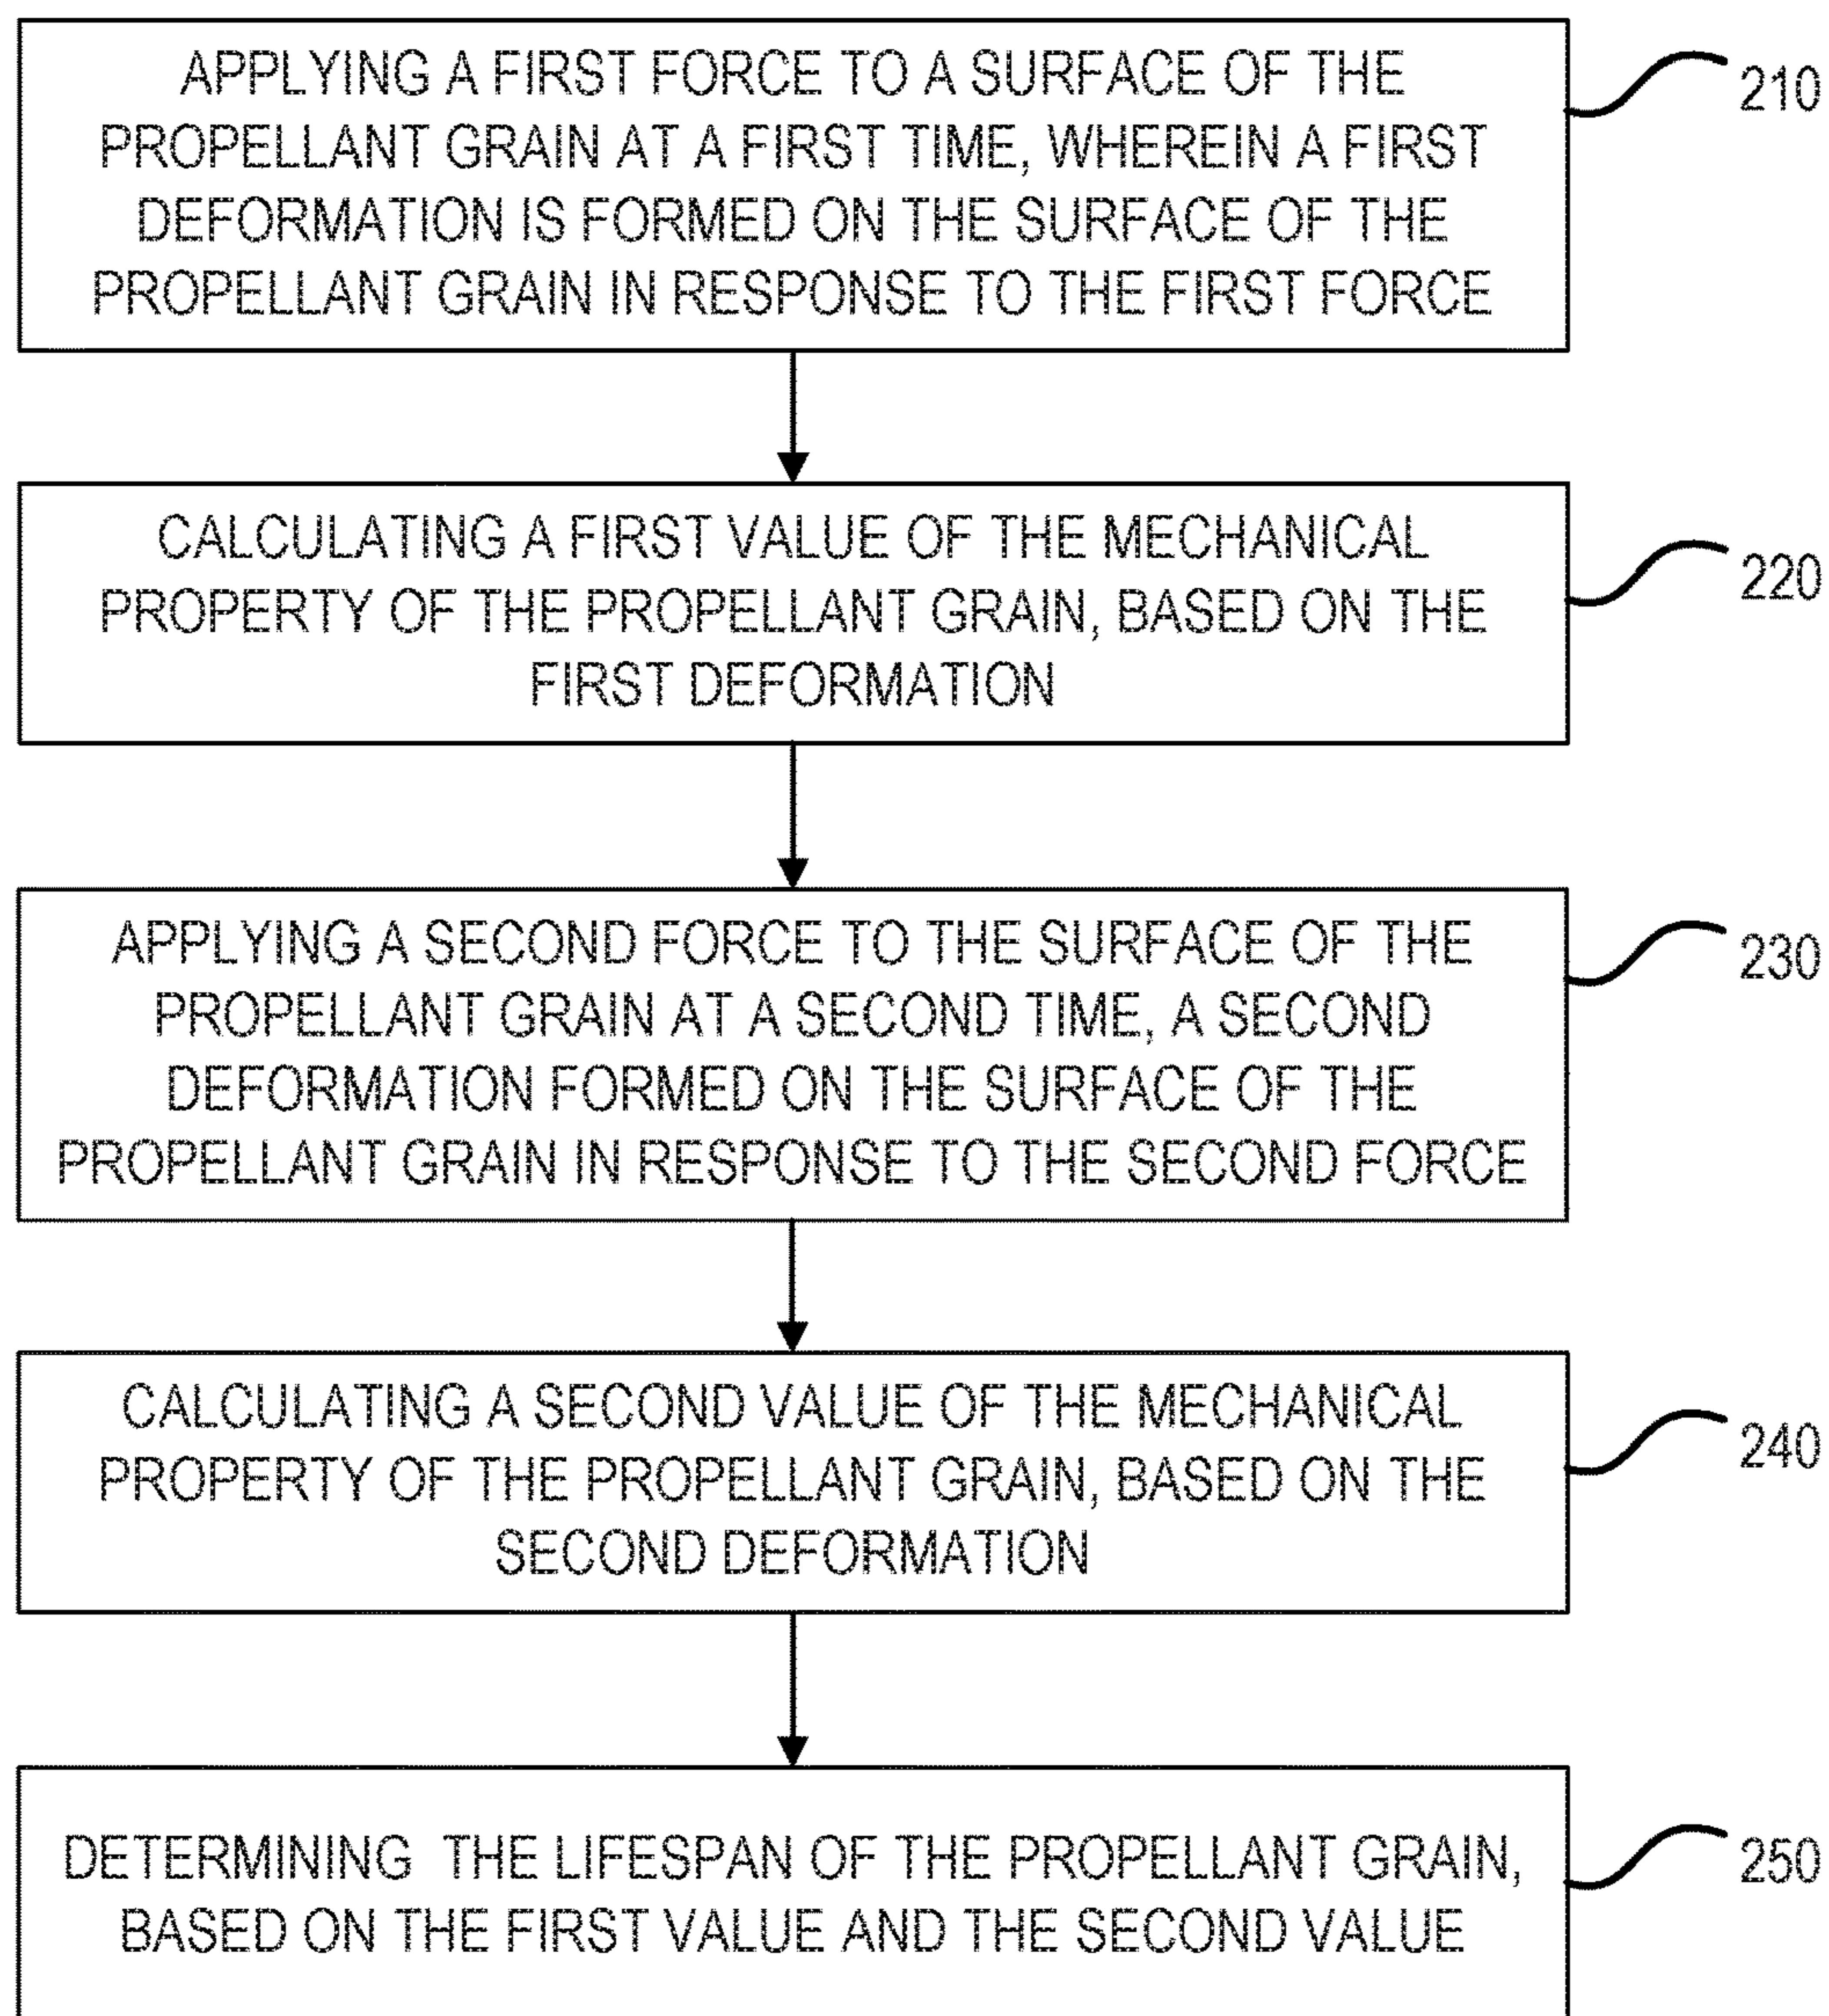 APPLYING A FIRST FORCE TO A SURFACE OF THE
PROPELLANT GRAIN AT A FIRST TIME, WHEREIN A FIRST
DEFORMATION IS FORMED ON THE SURFACE OF THE
PROPELLANT GRAIN IN RESPONSE TO THE FIRST FORCE
210
CALCULATING A FIRST VALUE OF THE MECHANICAL
PROPERTY OF THE PROPELLANT GRAIN, BASED ON THE
FIRST DEFORMATION
220
APPLYING A SECOND FORCE TO THE SURFACE OF THE
PROPELLANT GRAIN AT A SECOND TIME, A SECOND
DEFORMATION FORMED ON THE SURFACE OF THE
PROPELLANT GRAIN IN RESPONSE TO THE SECOND FORCE
230
CALCULATING A SECOND VALUE OF THE MECHANICAL
PROPERTY OF THE PROPELLANT GRAIN, BASED ON THE
SECOND DEFORMATION
240
DETERMINING THE LIFESPAN OF THE PROPELLANT GRAIN,
BASED ON THE FIRST VALUE AND THE SECOND VALUE
250